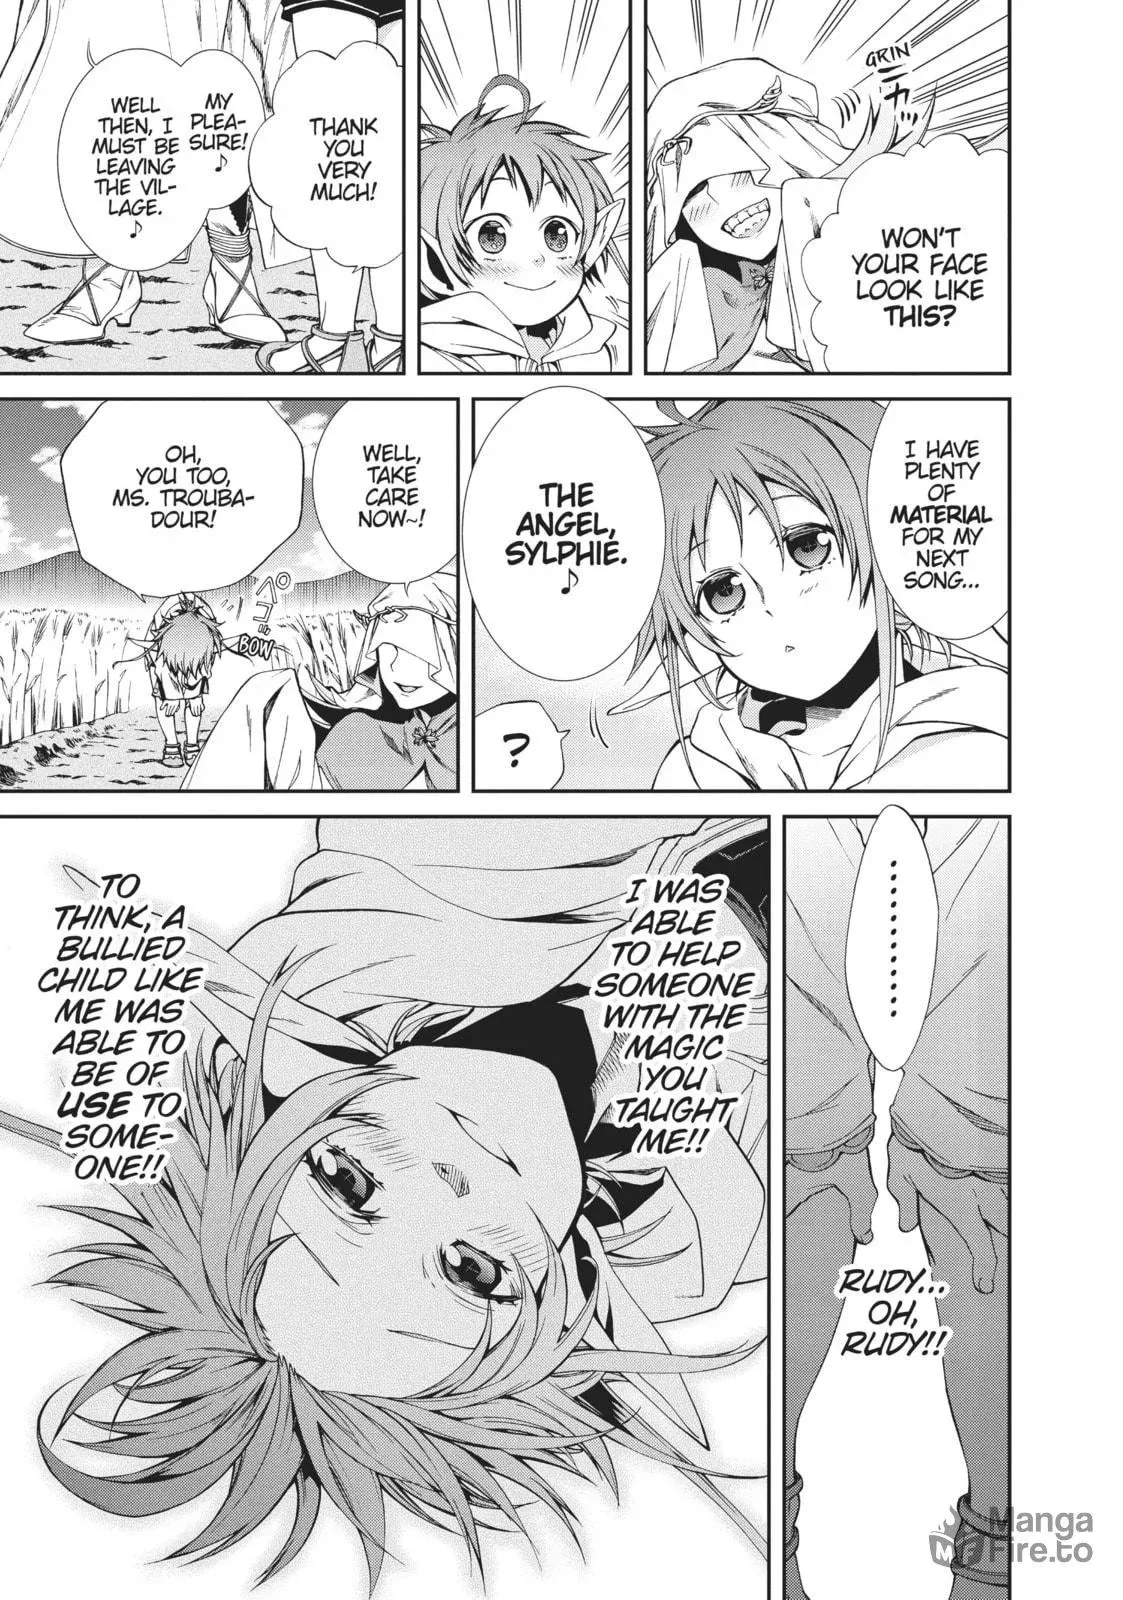 GRIN
ニカッ
WON'T
YOUR FACE
LOOK LIKE
THIS?
THANK
YOU
VERY
MUCH!
MY
PLEA-
SURE!
♪
WELL
THEN, I
MUST BE
LEAVING
THE VIL-
LAGE.
♪
I HAVE
PLENTY
OF
MATERIAL
FOR MY
NEXT
SONG...
THE
ANGEL,
SYLPHIE.
♪
?
WELL,
TAKE
CARE
NOW~!
OH,
YOU TOO,
MS. TROUBA-
DOUR!
ペコ
BOW
..........
RUDY...
OH,
RUDY!!
I WAS
ABLE
TO HELP
SOMEONE
WITH THE
MAGIC
YOU
TAUGHT
ME!!
TO
THINK, A
BULLIED
CHILD LIKE
ME WAS
ABLE TO
BE OF
USE TO
SOME-
ONE!!
Manga
Fire.to